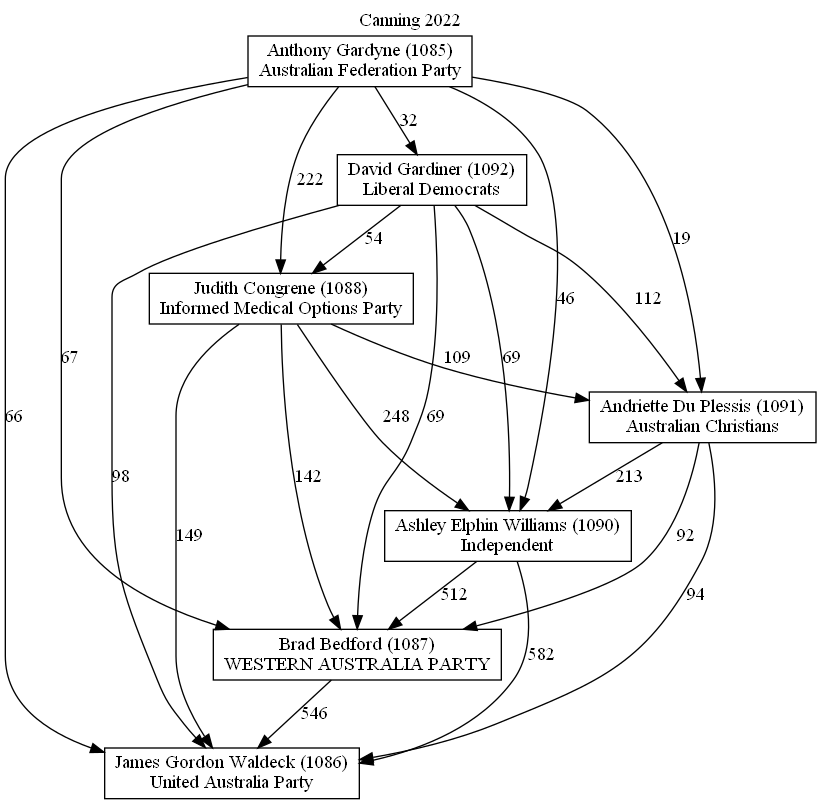 Canning 2022
Anthony Gardyne (1085)
Australian Federation Party
32
David Gardiner (1092)
Liberal Democrats
222
19
54
Judith Congrene (1088)
Informed Medical Options Party
46
112
67
109
69
Andriette Du Plessis (1091)
Australian Christians
66
248
69
98
142
213
Ashley Elphin Williams (1090)
Independent
149
92
512
94
Brad Bedford (1087)
WESTERN AUSTRALIA PARTY
582
546
James Gordon Waldeck (1086)
United Australia Party